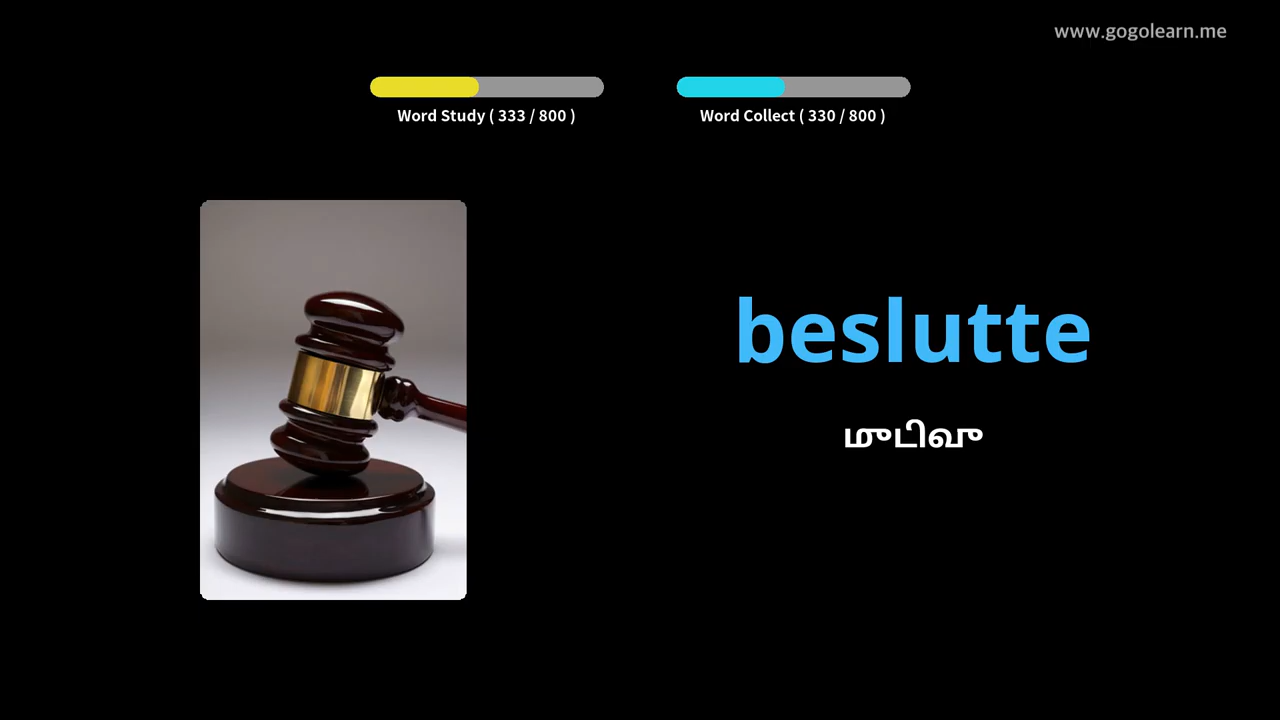 www.gogolearn.me
Word Study ( 333 / 800 )
Word Collect ( 330 / 800 )
beslutte
முடிவு